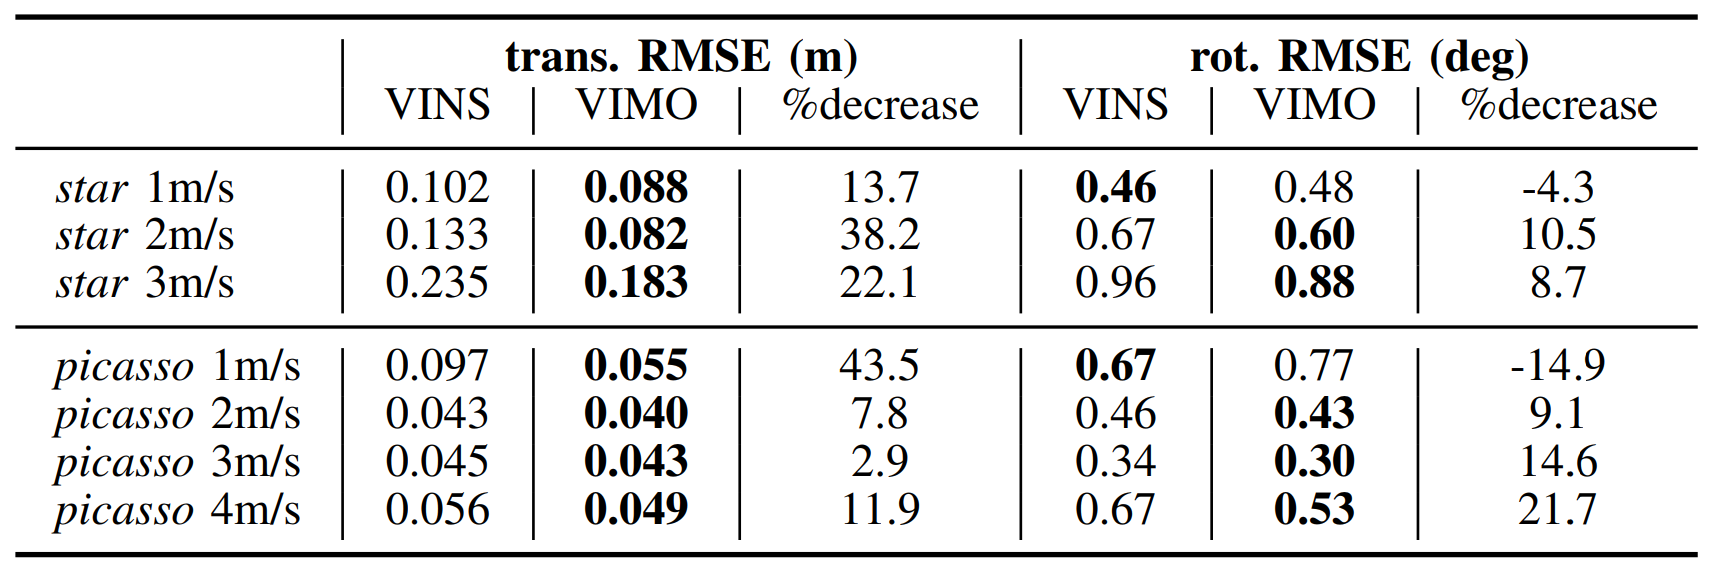 trans. RMSE (m) rot. RMSE (deg)
VINS VIMO %decrease VINS VIMO %decrease
star 1m/s 0.102 0.088 13.7 0.46 0.48 -4.3
star 2m/s 0.133 0.082 38.2 0.67 0.60 10.5
star 3m/s 0.235 0.183 22.1 0.96 0.88 8.7
picasso 1m/s 0.097 0.055 43.5 0.67 0.77 -14.9
picasso 2m/s 0.043 0.040 7.8 0.46 0.43 9.1
picasso 3m/s 0.045 0.043 2.9 0.34 0.30 14.6
picasso 4m/s 0.056 0.049 11.9 0.67 0.53 21.7